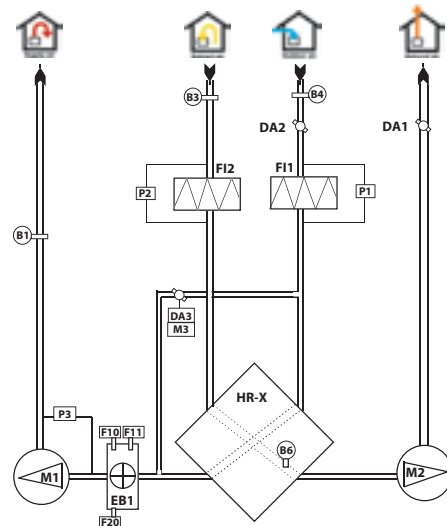 B3
B4
DA2
DA1
FI2
FI1
P2
P1
B1
DA3
M3
HR-X
P3
F10
F11
B6
M1
M2
EB1
F20